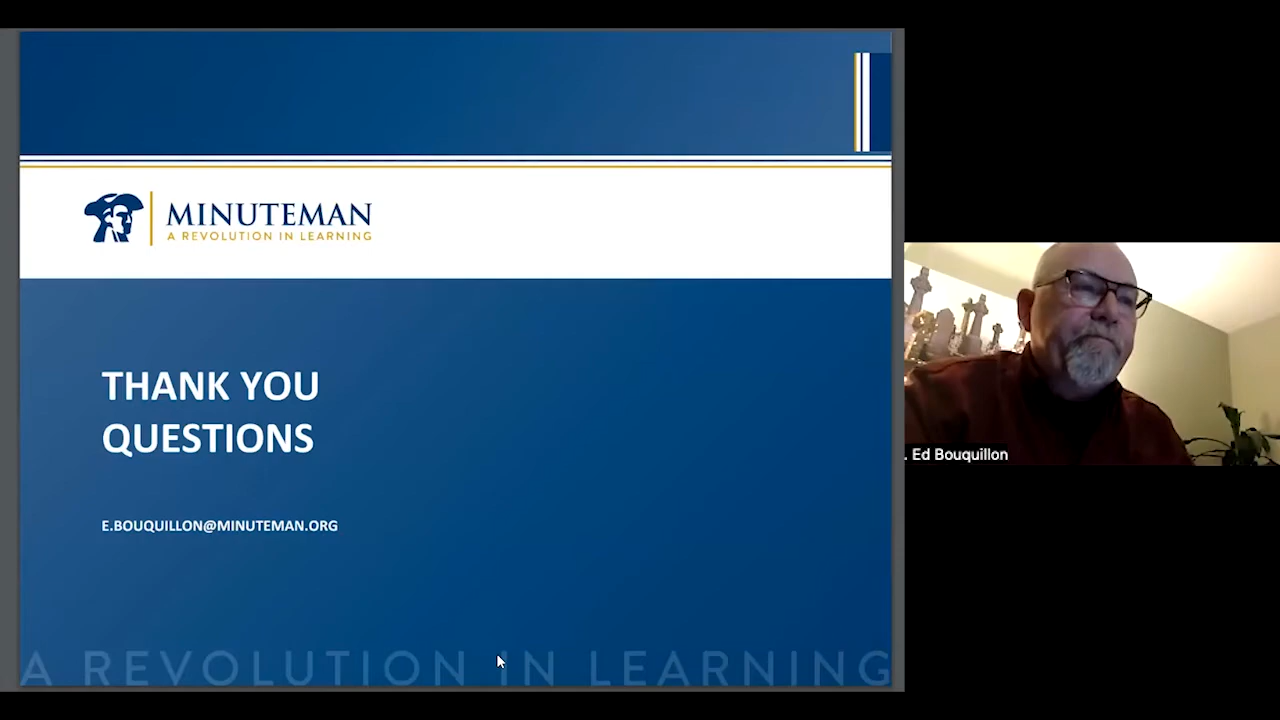 MINUTEMAN
A REVOLUTION IN LEARNING
THANK YOU
QUESTIONS
E.BOUQUILLON@MINUTEMAN.ORG
A REVOLUTION IN LEARNING
. Ed Bouquillon